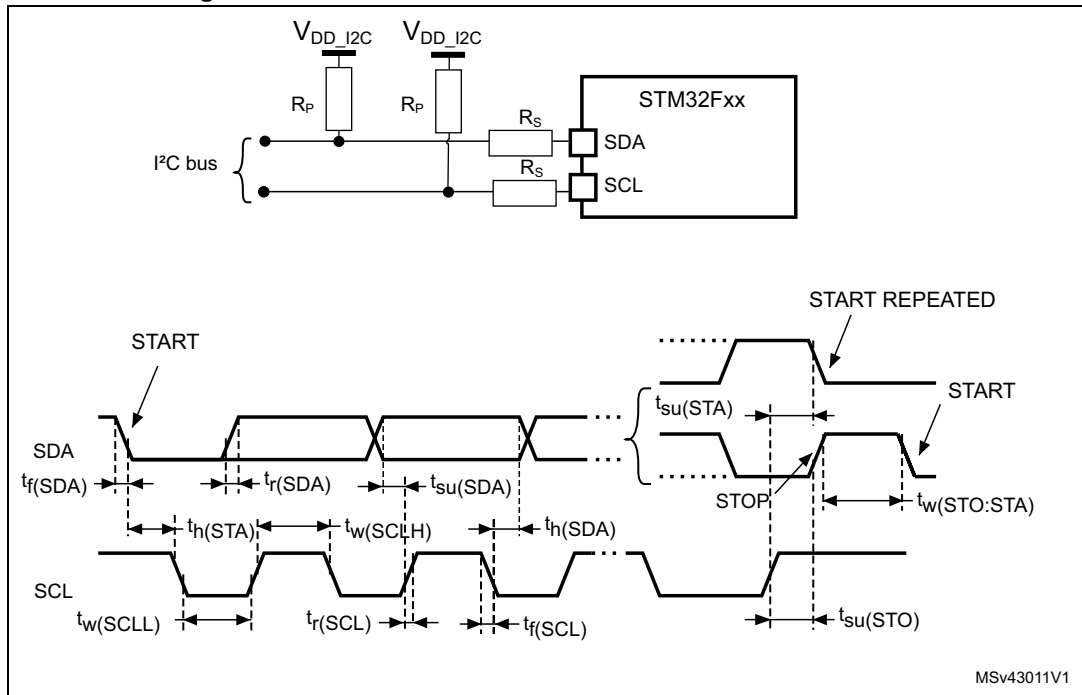 V_DD_I2C V_DD_I2C
STM32Fxx
R_P R_P R_S
SDA
I²C bus
R_S
SCL
START REPEATED
START
START
t_su(STA)
SDA
t_f(SDA) t_r(SDA) t_su(SDA) STOP
t_w(STO:STA)
t_h(STA) t_w(SCLH) t_h(SDA)
SCL
t_w(SCLL) t_r(SCL) t_f(SCL) t_su(STO)
MSv43011V1